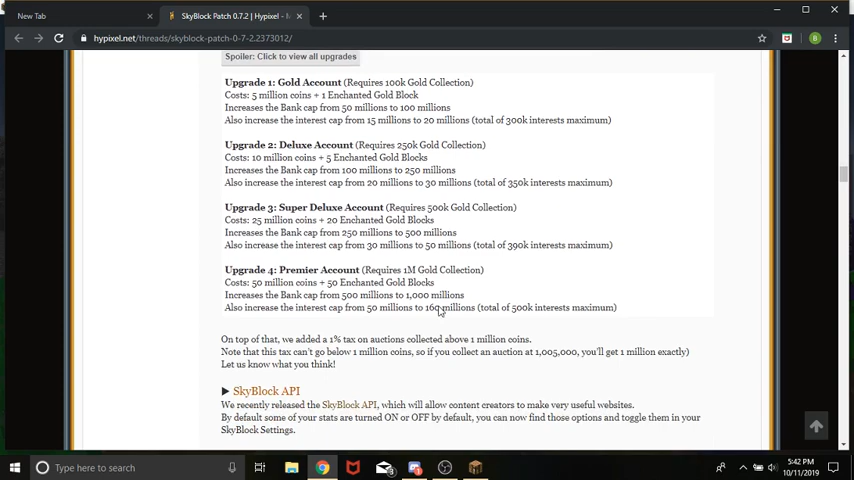 New Tab
SkyBlock Patch 0.7.2 | Hypixel -
hypixel.net/threads/skyblock-patch-0-7-2.2373012/
B
Spoiler: Click to view all upgrades
Upgrade 1: Gold Account (Requires 100k Gold Collection)
Costs: 5 million coins + 1 Enchanted Gold Block
Increases the Bank cap from 50 millions to 100 millions
Also increase the interest cap from 15 millions to 20 millions (total of 300k interests maximum)
Upgrade 2: Deluxe Account (Requires 250k Gold Collection)
Costs: 10 million coins + 5 Enchanted Gold Blocks
Increases the Bank cap from 100 millions to 250 millions
Also increase the interest cap from 20 millions to 30 millions (total of 350k interests maximum)
Upgrade 3: Super Deluxe Account (Requires 500k Gold Collection)
Costs: 25 million coins + 20 Enchanted Gold Blocks
Increases the Bank cap from 250 millions to 500 millions
Also increase the interest cap from 30 millions to 50 millions (total of 390k interests maximum)
Upgrade 4: Premier Account (Requires 1M Gold Collection)
Costs: 50 million coins + 50 Enchanted Gold Blocks
Increases the Bank cap from 500 millions to 1,000 millions
Also increase the interest cap from 50 millions to 160 millions (total of 500k interests maximum)
On top of that, we added a 1% tax on auctions collected above 1 million coins.
Note that this tax can't go below 1 million coins, so if you collect an auction at 1,005,000, you'll get 1 million exactly)
Let us know what you think!
▶ SkyBlock API
We recently released the SkyBlock API, which will allow content creators to make very useful websites.
By default some of your stats are turned ON or OFF by default, you can now find those options and toggle them in your
SkyBlock Settings.
Type here to search
5:42 PM
10/11/2019